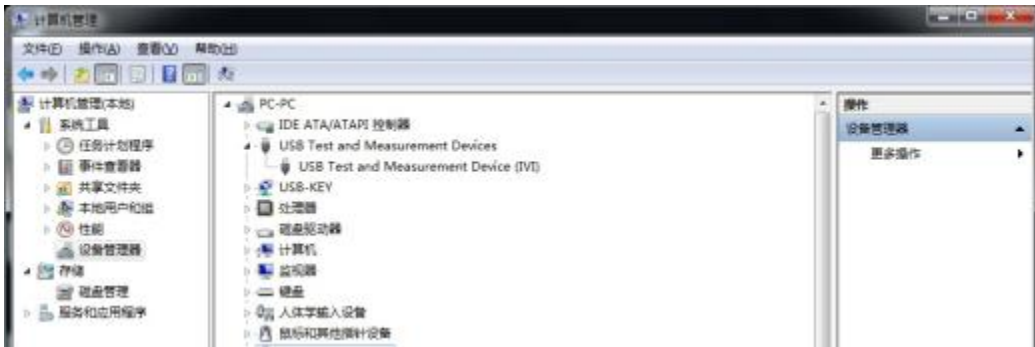 计算机管理
文件(F) 操作(A) 查看(V) 帮助(H)
计算机管理(本地)
系统工具
任务计划程序
事件查看器
共享文件夹
本地用户和组
性能
设备管理器
存储
磁盘管理
服务和应用程序
PC-PC
IDE ATA/ATAPI 控制器
USB Test and Measurement Devices
USB Test and Measurement Device (IVI)
USB-KEY
处理器
磁盘驱动器
计算机
监视器
键盘
人体学输入设备
鼠标和其他指针设备
操作
设备管理器
更多操作